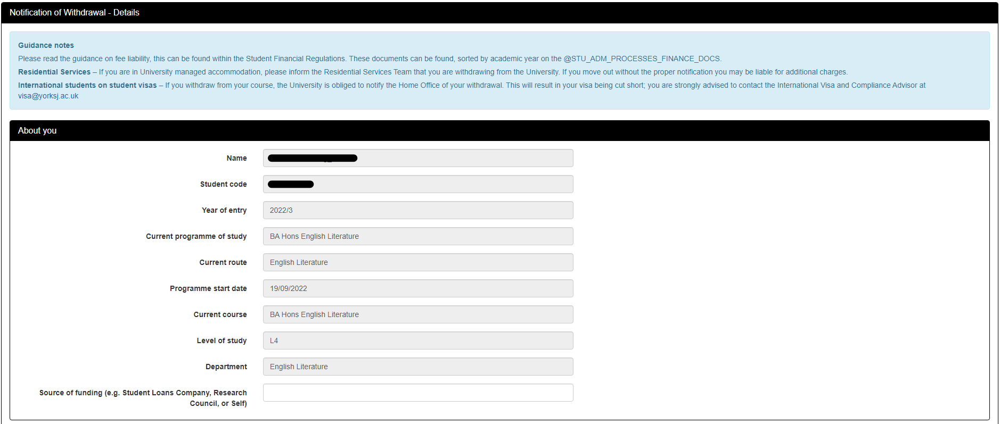 Notification of Withdrawal - Details
Guidance notes
Please read the guidance on fee liability, this can be found within the Student Financial Regulations. These documents can be found, sorted by academic year on the @STU_ADM_PROCESSES_FINANCE_DOCS.
Residential Services – If you are in University managed accommodation, please inform the Residential Services Team that you are withdrawing from the University. If you move out without the proper notification you may be liable for additional charges.
International students on student visas – If you withdraw from your course, the University is obliged to notify the Home Office of your withdrawal. This will result in your visa being cut short; you are strongly advised to contact the International Visa and Compliance Advisor at
visa@yorksj.ac.uk
About you
Name
Student code
Year of entry 2022/3
Current programme of study BA Hons English Literature
Current route English Literature
Programme start date 19/09/2022
Current course BA Hons English Literature
Level of study L4
Department English Literature
Source of funding (e.g. Student Loans Company, Research
Council, or Self)